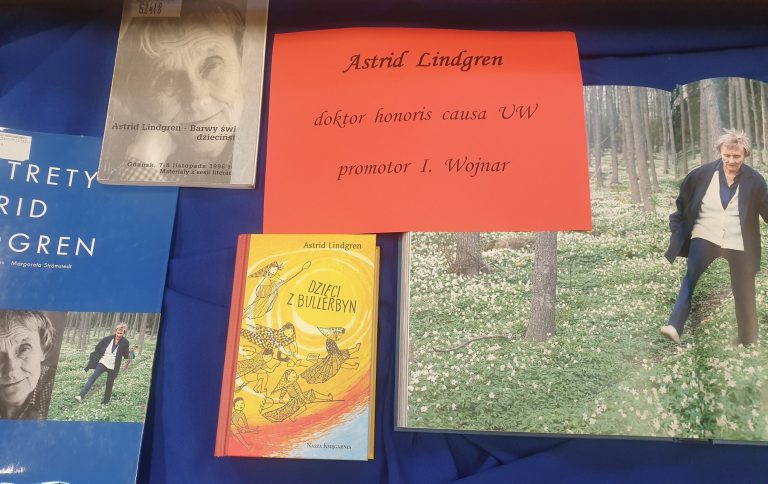 Astrid Lindgren - Barwy świ
dziecińs
Gdańsk, 7-8 listopada 1996 r
Materiały z sesji literac
Astrid Lindgren
doktor honoris causa UW
promotor I. Wojnar
TRETY
RID
DGREN
Margareta Strömstedt
Astrid Lindgren
DZIECI
Z BULLERBYN
NASZA KSIĘGARNIA